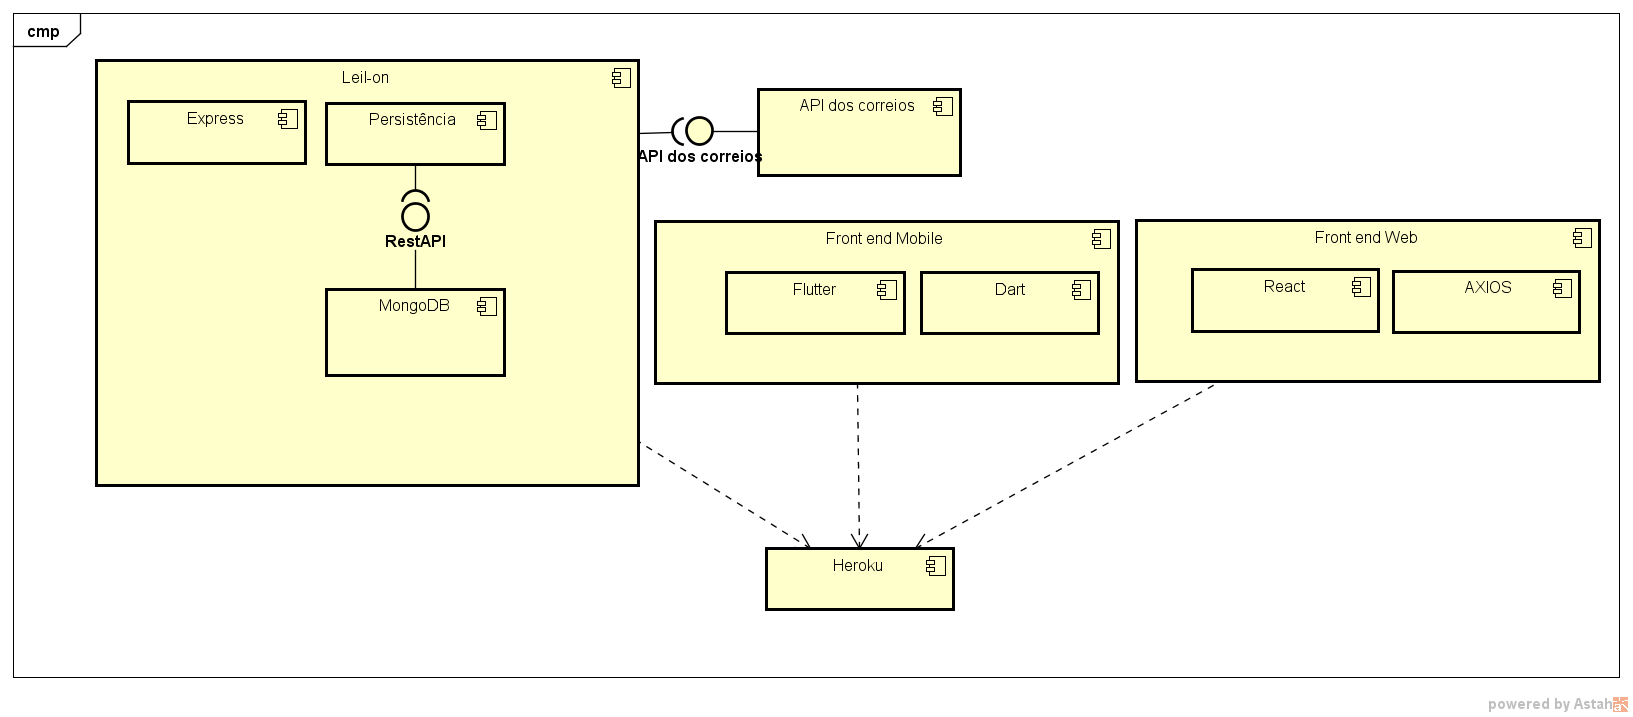 cmp
Leil-on
Express
Persistência
RestAPI
MongoDB
API dos correios
API dos correios
Front end Mobile
Flutter
Dart
Front end Web
React
AXIOS
Heroku
powered by Astah